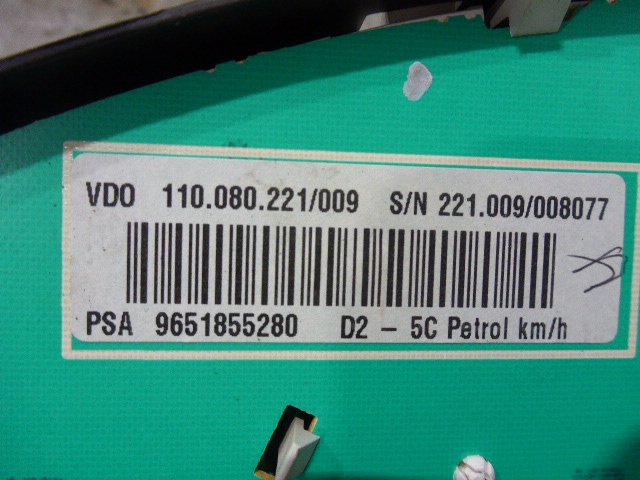 VDO 110.080.221/009 S/N 221.009/008077
PSA 9651855280 D2 - 5C Petrol km/h